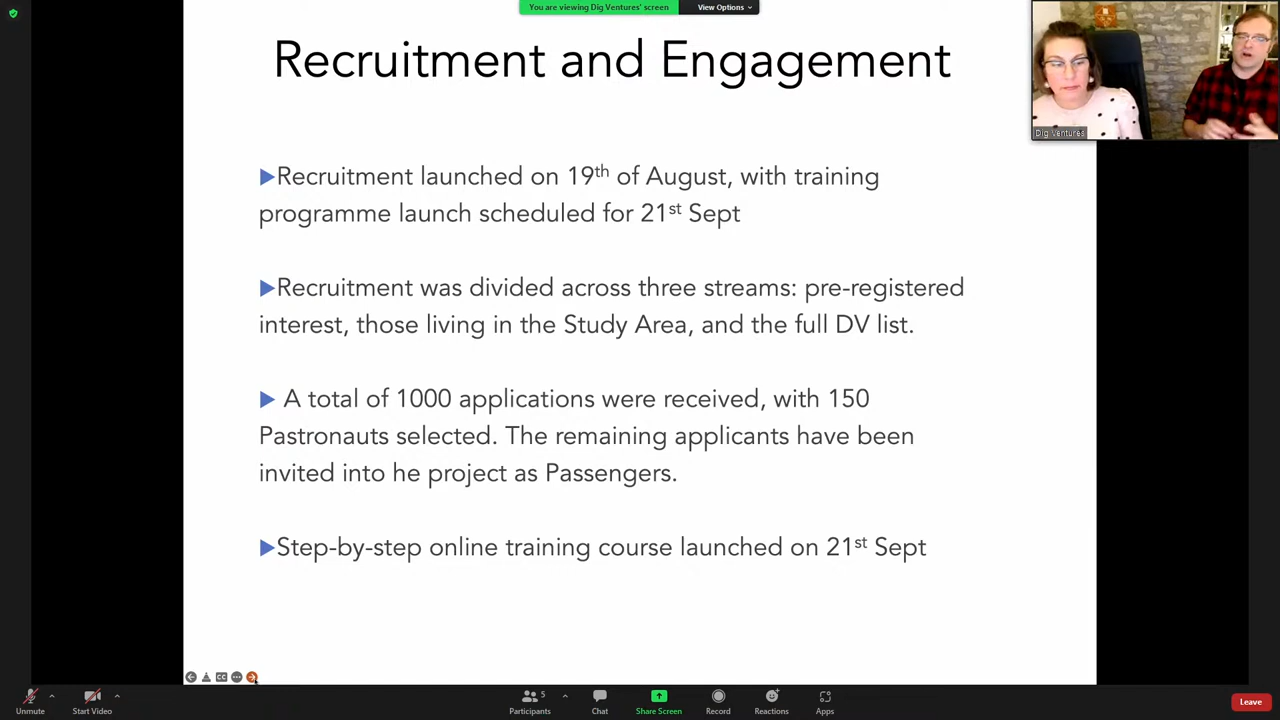 You are viewing Dig Ventures' screen
View Options
Recruitment and Engagement
Dig Ventures
▶Recruitment launched on 19th of August, with training
programme launch scheduled for 21st Sept
▶Recruitment was divided across three streams: pre-registered
interest, those living in the Study Area, and the full DV list.
▶ A total of 1000 applications were received, with 150
Pastronauts selected. The remaining applicants have been
invited into he project as Passengers.
▶Step-by-step online training course launched on 21st Sept
CC
Unmute
Start Video
Participants
5
Chat
Share Screen
Record
Reactions
Apps
Leave